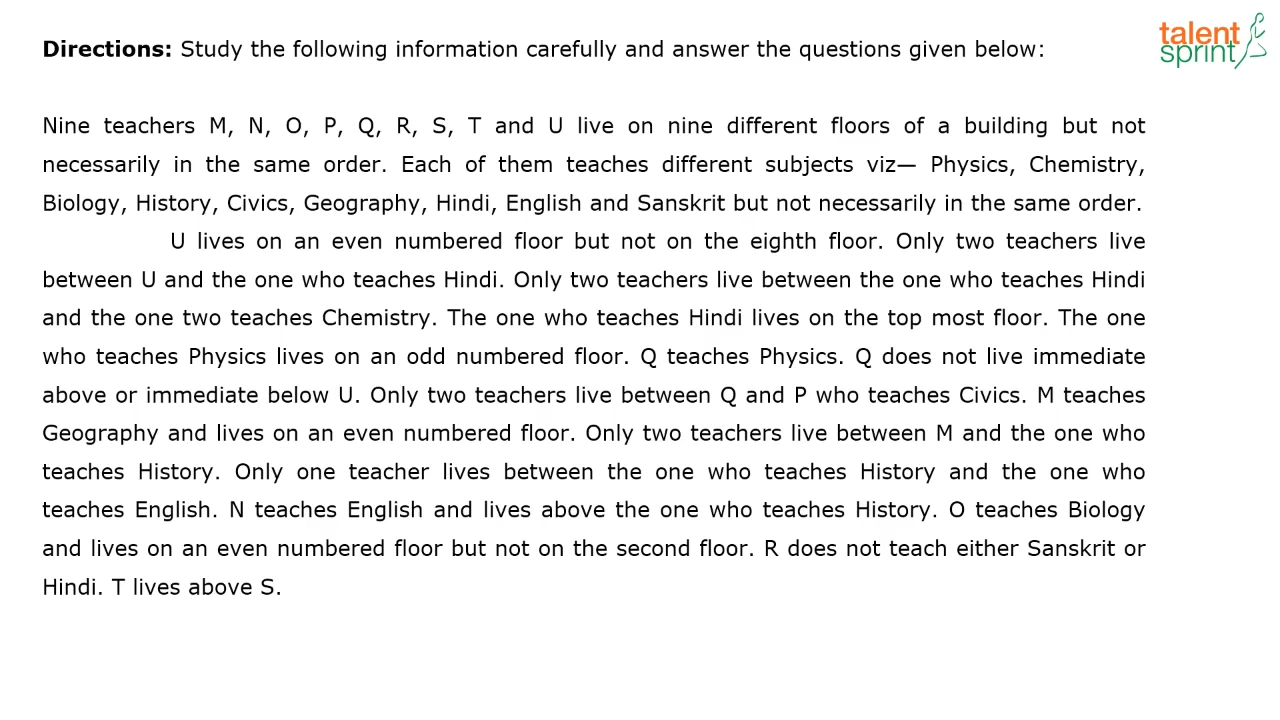 talent
sprint
Directions: Study the following information carefully and answer the questions given below:
Nine teachers M, N, O, P, Q, R, S, T and U live on nine different floors of a building but not
necessarily in the same order. Each of them teaches different subjects viz— Physics, Chemistry,
Biology, History, Civics, Geography, Hindi, English and Sanskrit but not necessarily in the same order.
U lives on an even numbered floor but not on the eighth floor. Only two teachers live
between U and the one who teaches Hindi. Only two teachers live between the one who teaches Hindi
and the one two teaches Chemistry. The one who teaches Hindi lives on the top most floor. The one
who teaches Physics lives on an odd numbered floor. Q teaches Physics. Q does not live immediate
above or immediate below U. Only two teachers live between Q and P who teaches Civics. M teaches
Geography and lives on an even numbered floor. Only two teachers live between M and the one who
teaches History. Only one teacher lives between the one who teaches History and the one who
teaches English. N teaches English and lives above the one who teaches History. O teaches Biology
and lives on an even numbered floor but not on the second floor. R does not teach either Sanskrit or
Hindi. T lives above S.